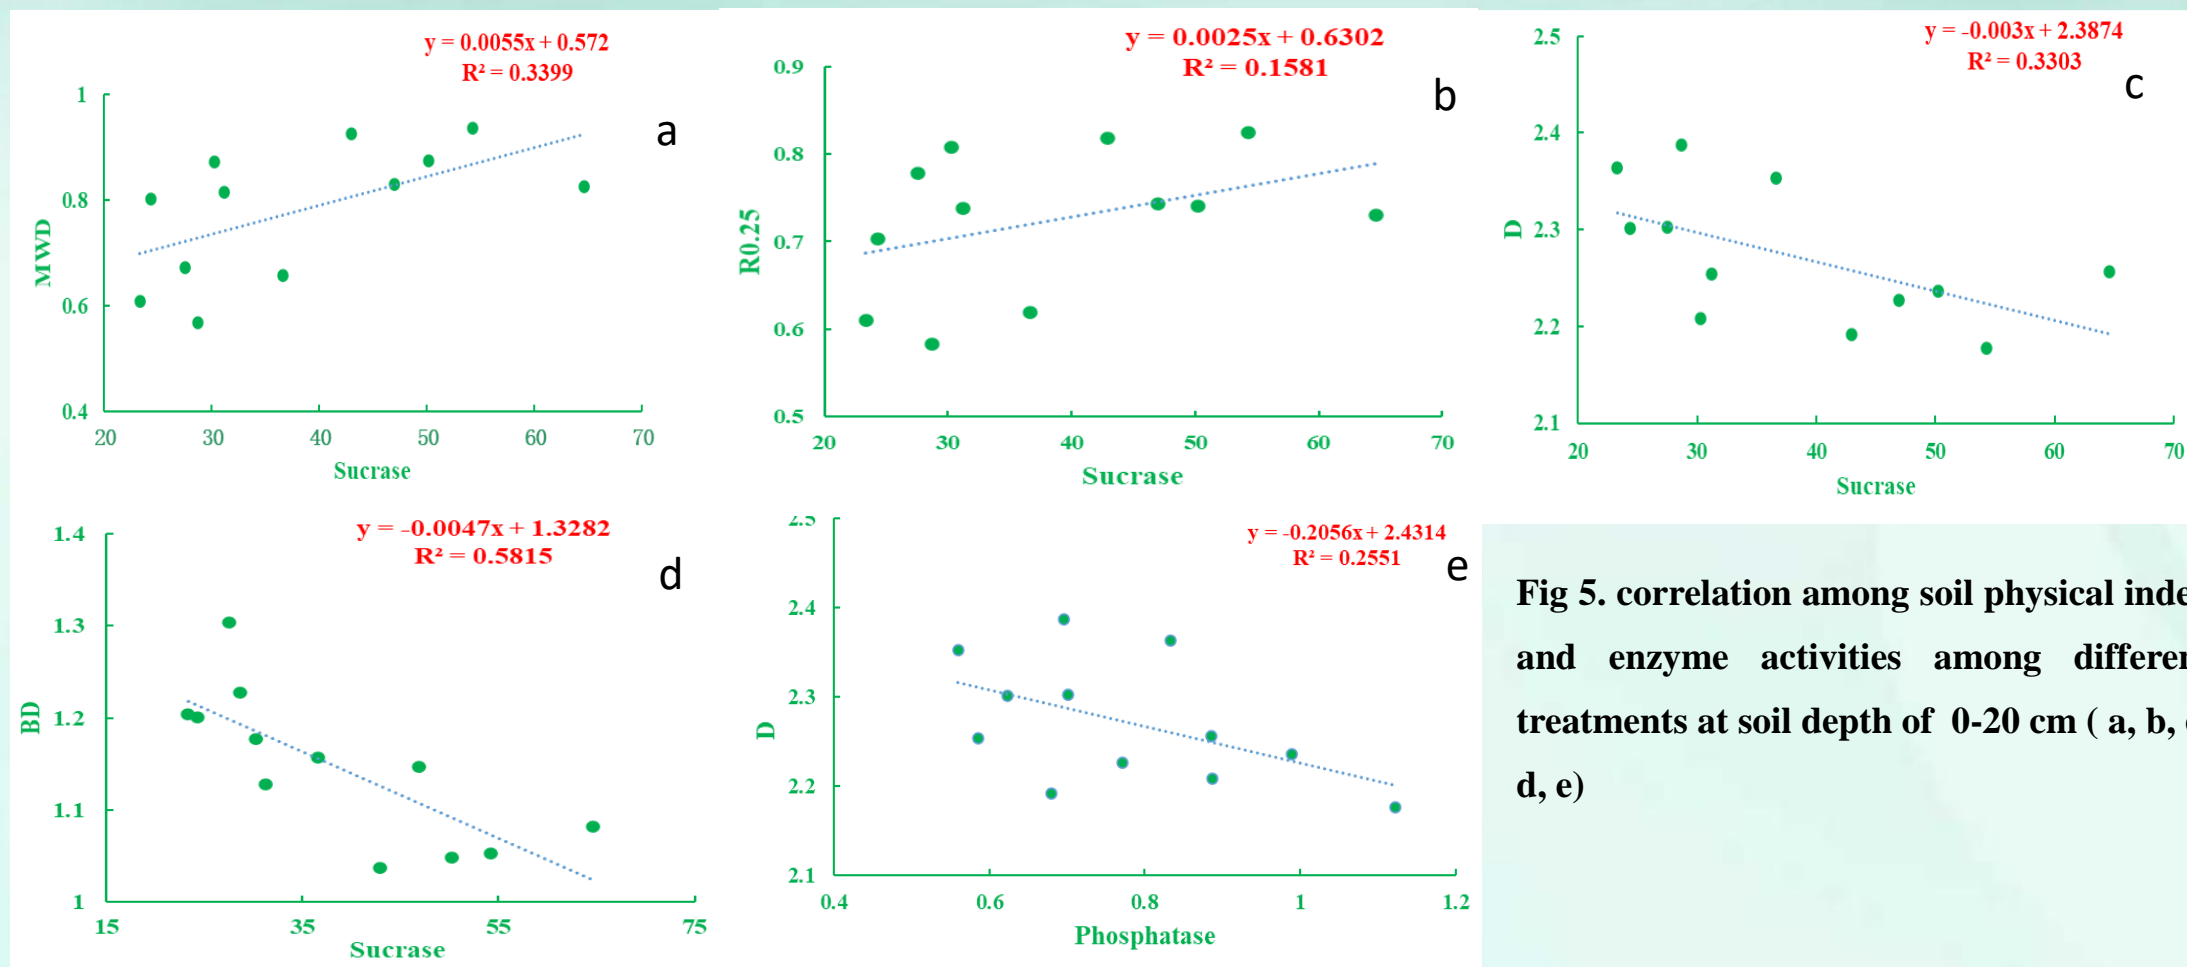 y = 0.0055x + 0.572
R² = 0.3399
a
MWD
1
0.8
0.6
0.4
20 30 40 50 60 70
Sucrase
y = 0.0025x + 0.6302
R² = 0.1581
b
R0.25
0.9
0.8
0.7
0.6
0.5
20 30 40 50 60 70
Sucrase
y = -0.003x + 2.3874
R² = 0.3303
c
D
2.5
2.4
2.3
2.2
2.1
20 30 40 50 60 70
Sucrase
y = -0.0047x + 1.3282
R² = 0.5815
d
BD
1.4
1.3
1.2
1.1
1
15 35 55 75
Sucrase
y = -0.2056x + 2.4314
R² = 0.2551
e
D
2.5
2.4
2.3
2.2
2.1
0.4 0.6 0.8 1 1.2
Phosphatase
Fig 5. correlation among soil physical inde
and enzyme activities among differen
treatments at soil depth of 0-20 cm ( a, b,
d, e)